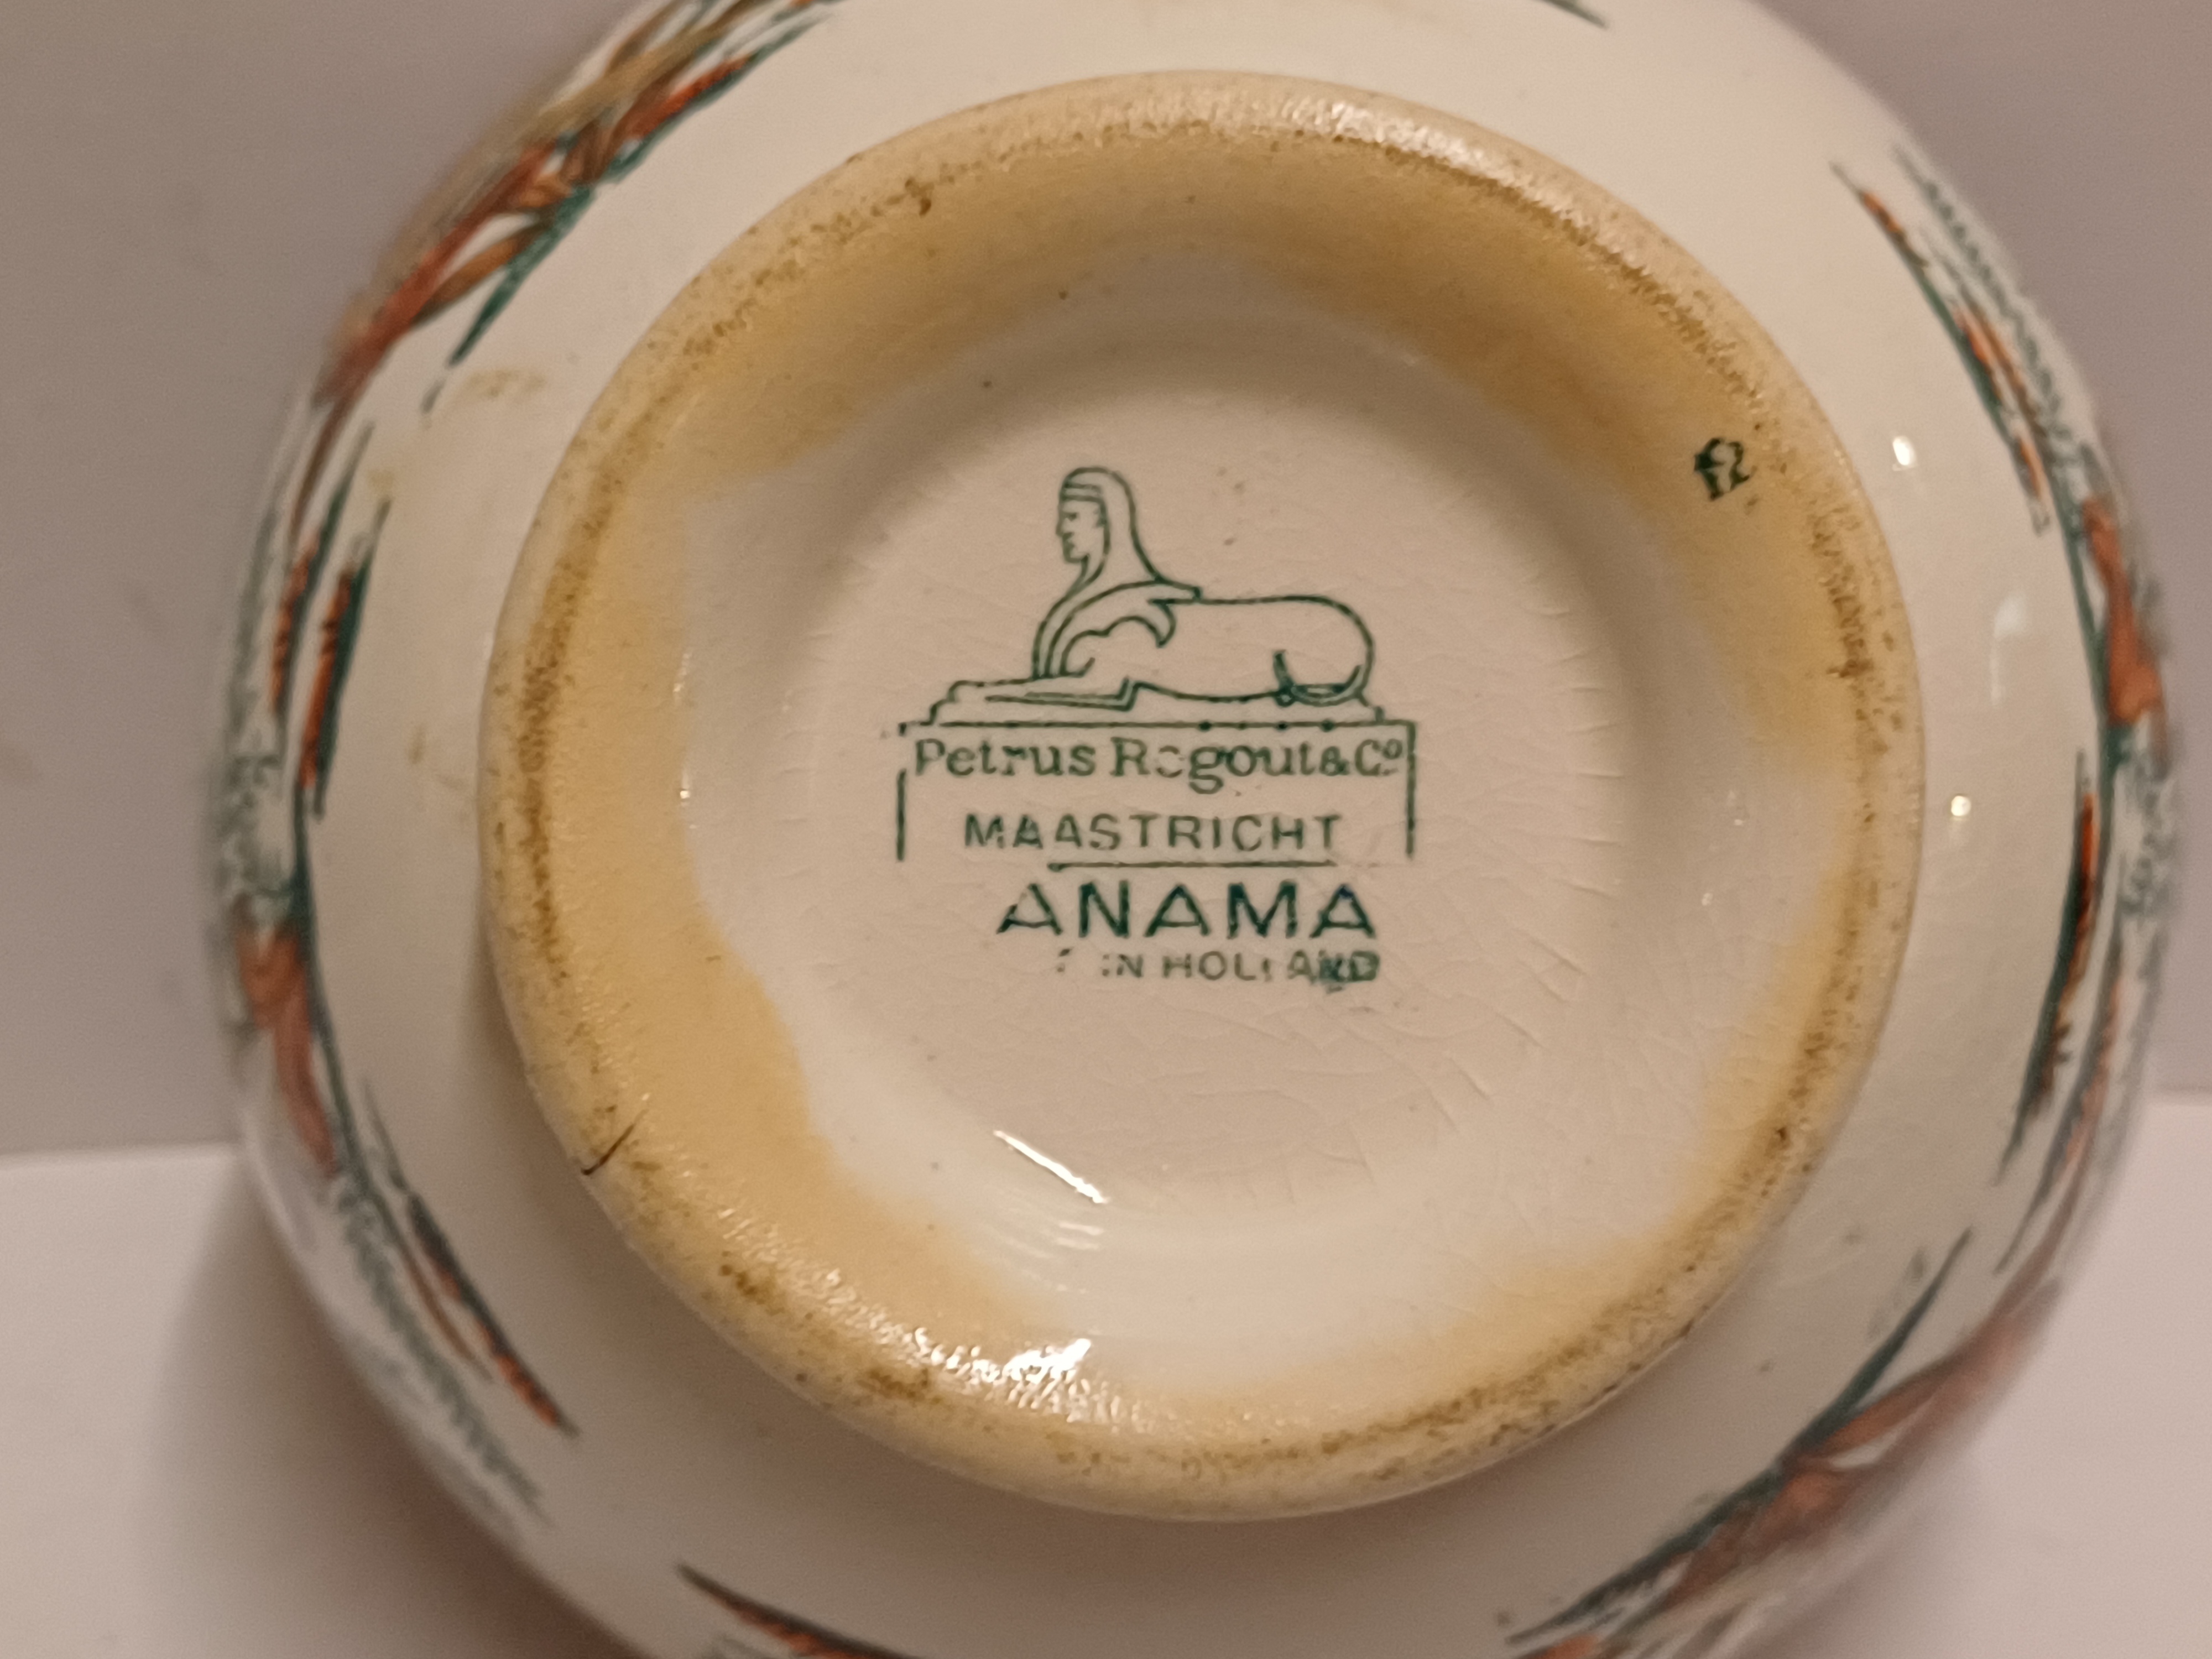 Petrus Regout & Co
MAASTRICHT
ANAMA
IN HOLLAND